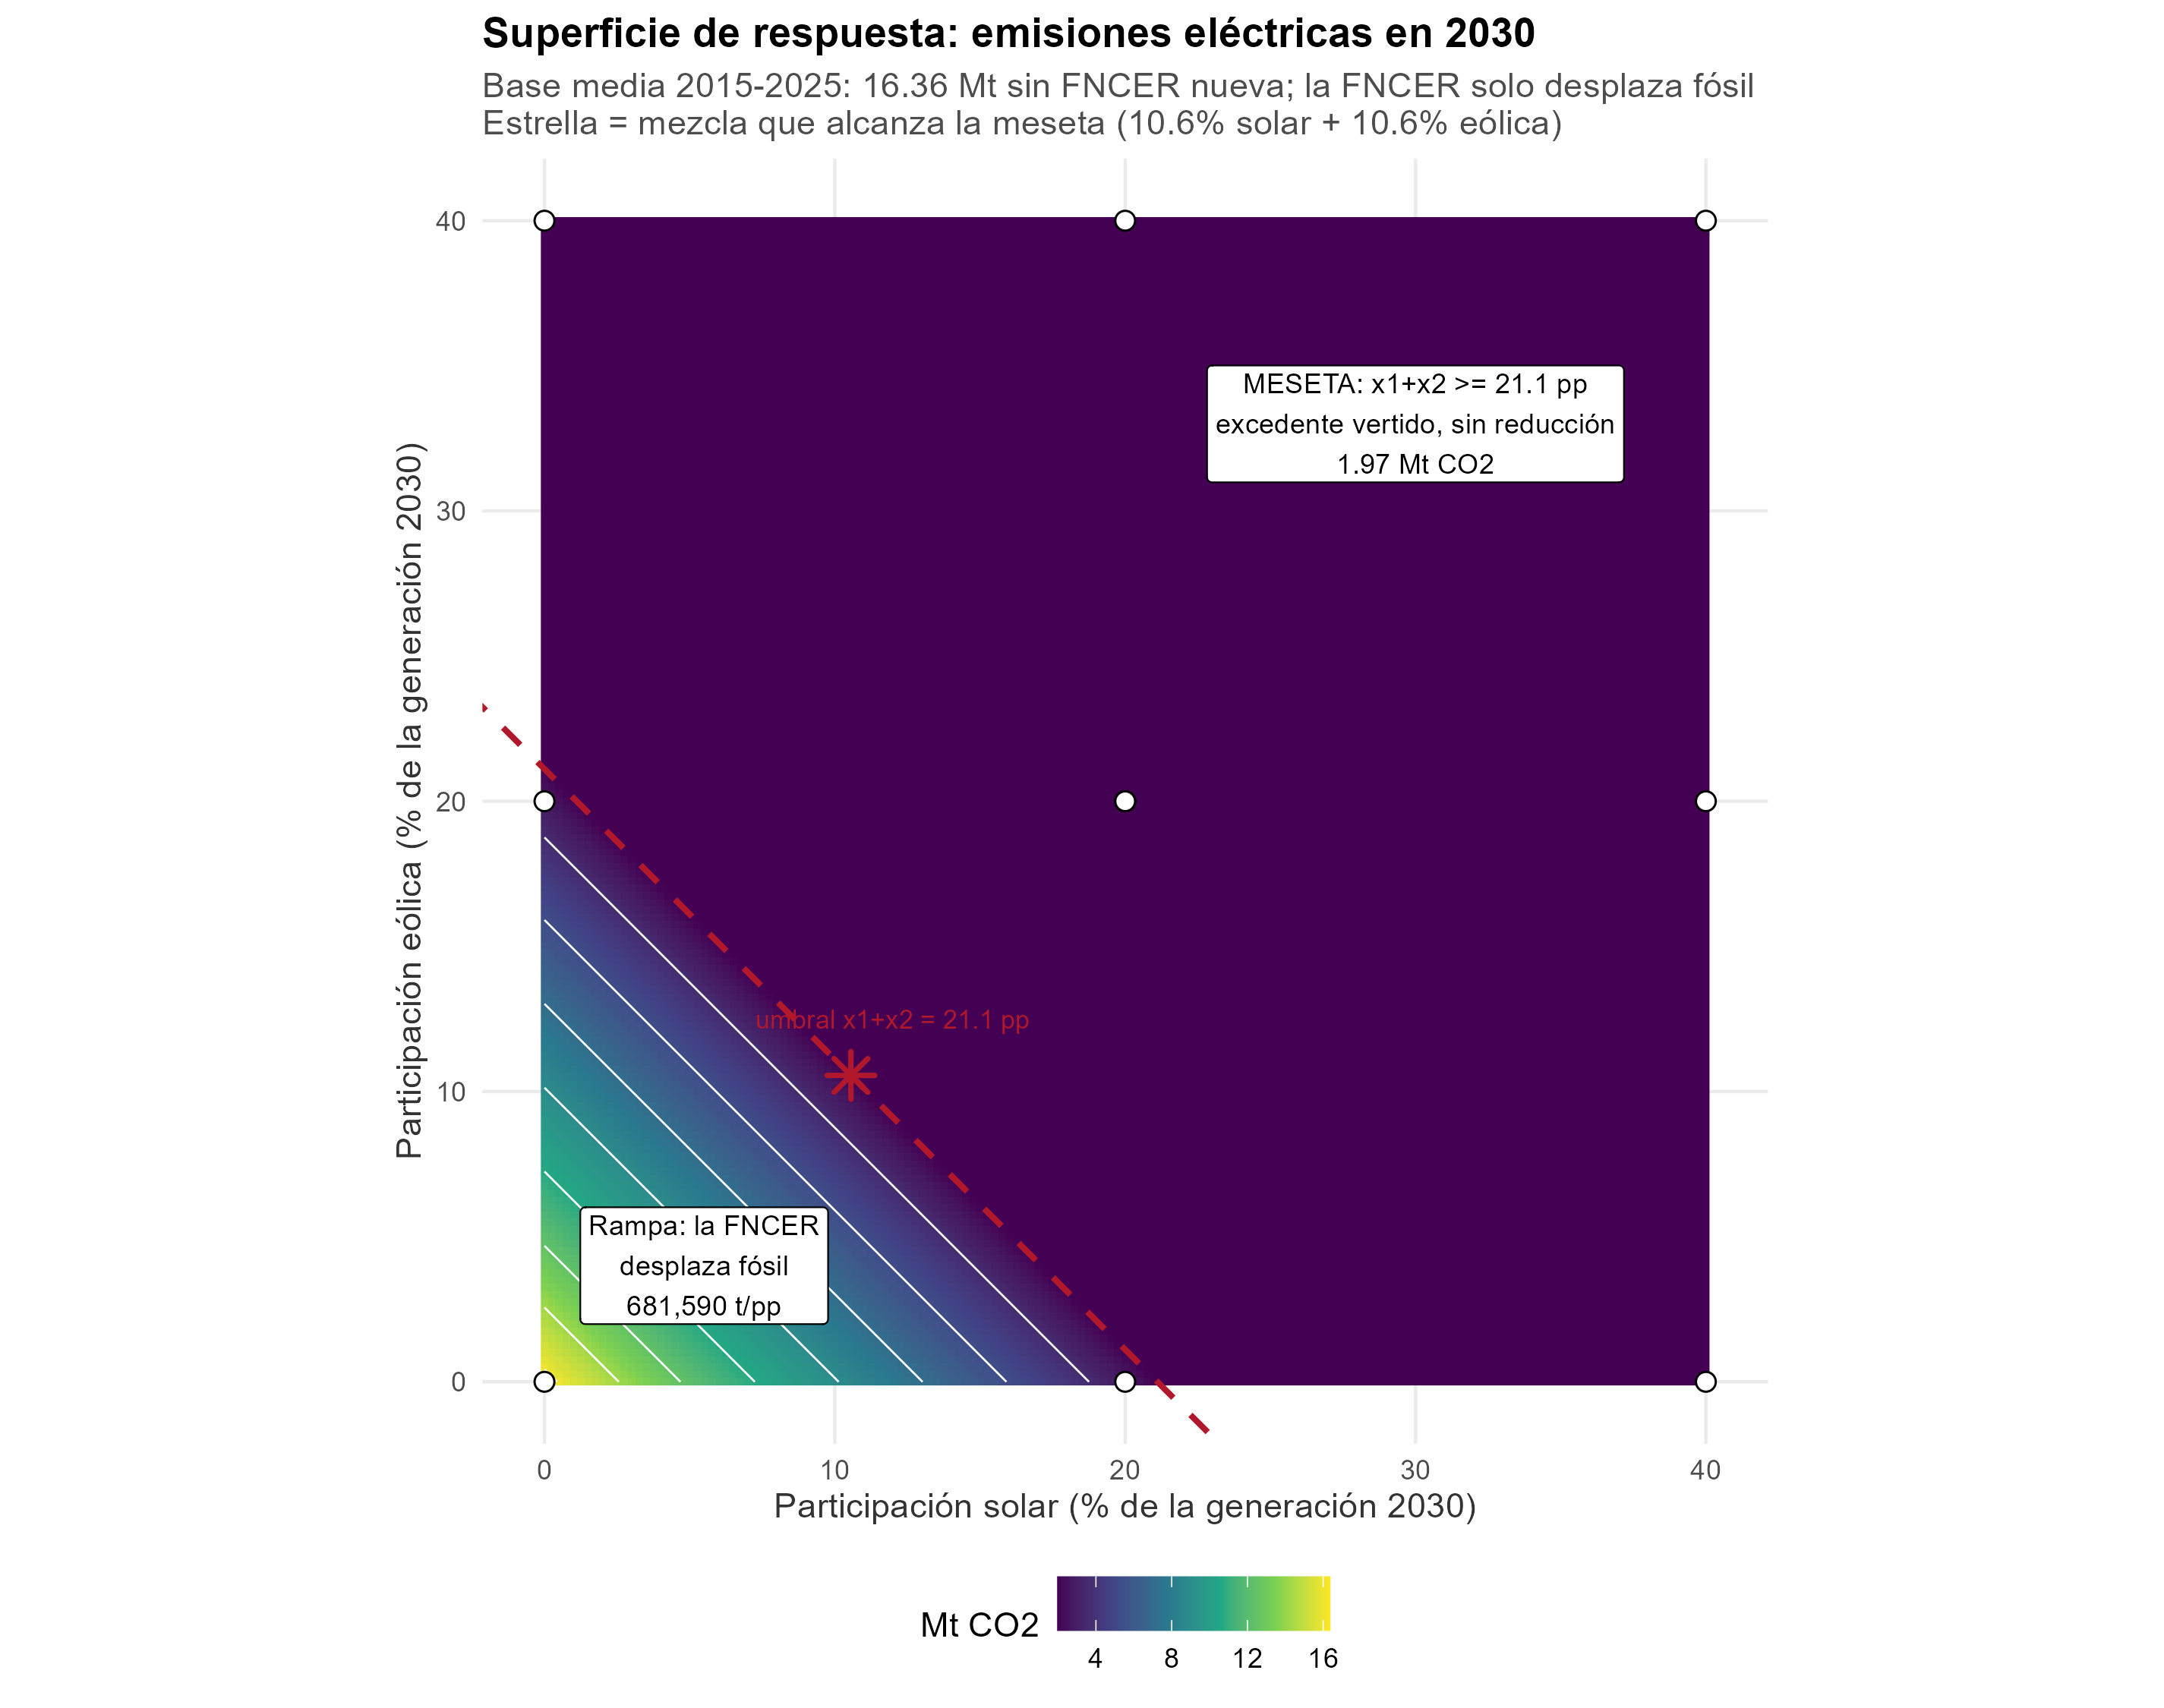 Superficie de respuesta: emisiones eléctricas en 2030
Base media 2015-2025: 16.36 Mt sin FNCER nueva; la FNCER solo desplaza fósil
Estrella = mezcla que alcanza la meseta (10.6% solar + 10.6% eólica)
Participación eólica (% de la generación 2030)
40
30
20
10
0
MESETA: x1+x2 >= 21.1 pp
excedente vertido, sin reducción
1.97 Mt CO2
umbral x1+x2 = 21.1 pp
Rampa: la FNCER
desplaza fósil
681,590 t/pp
0 10 20 30 40
Participación solar (% de la generación 2030)
Mt CO2
4 8 12 16